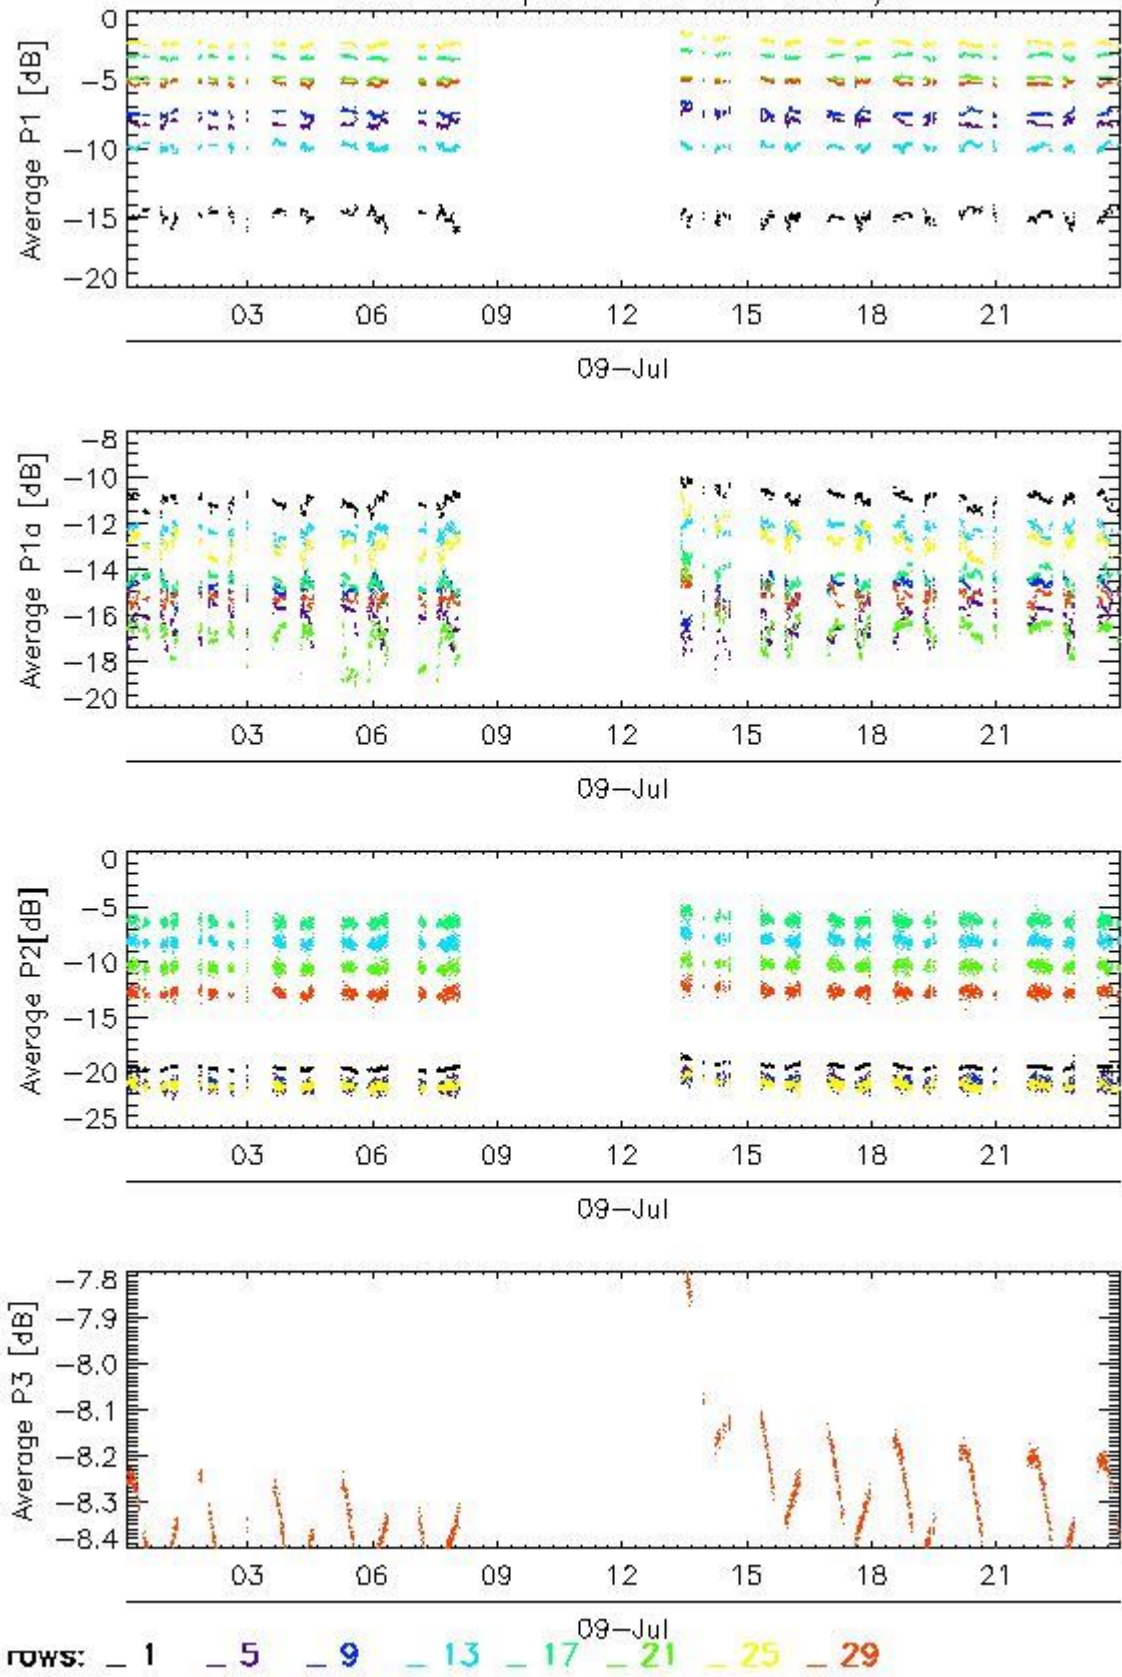 0
−5
−10
−15
−20
Average P1 [dB]
03 06 09 12 15 18 21
09−Jul
−8
−10
−12
−14
−16
−18
−20
Average P1a [dB]
03 06 09 12 15 18 21
09−Jul
0
−5
−10
−15
−20
−25
Average P2[dB]
03 06 09 12 15 18 21
09−Jul
−7.8
−7.9
−8.0
−8.1
−8.2
−8.3
−8.4
Average P3 [dB]
03 06 09 12 15 18 21
09−Jul
rows: _ 1 _ 5 _ 9 _ 13 _ 17 _ 21 _ 25 _ 29